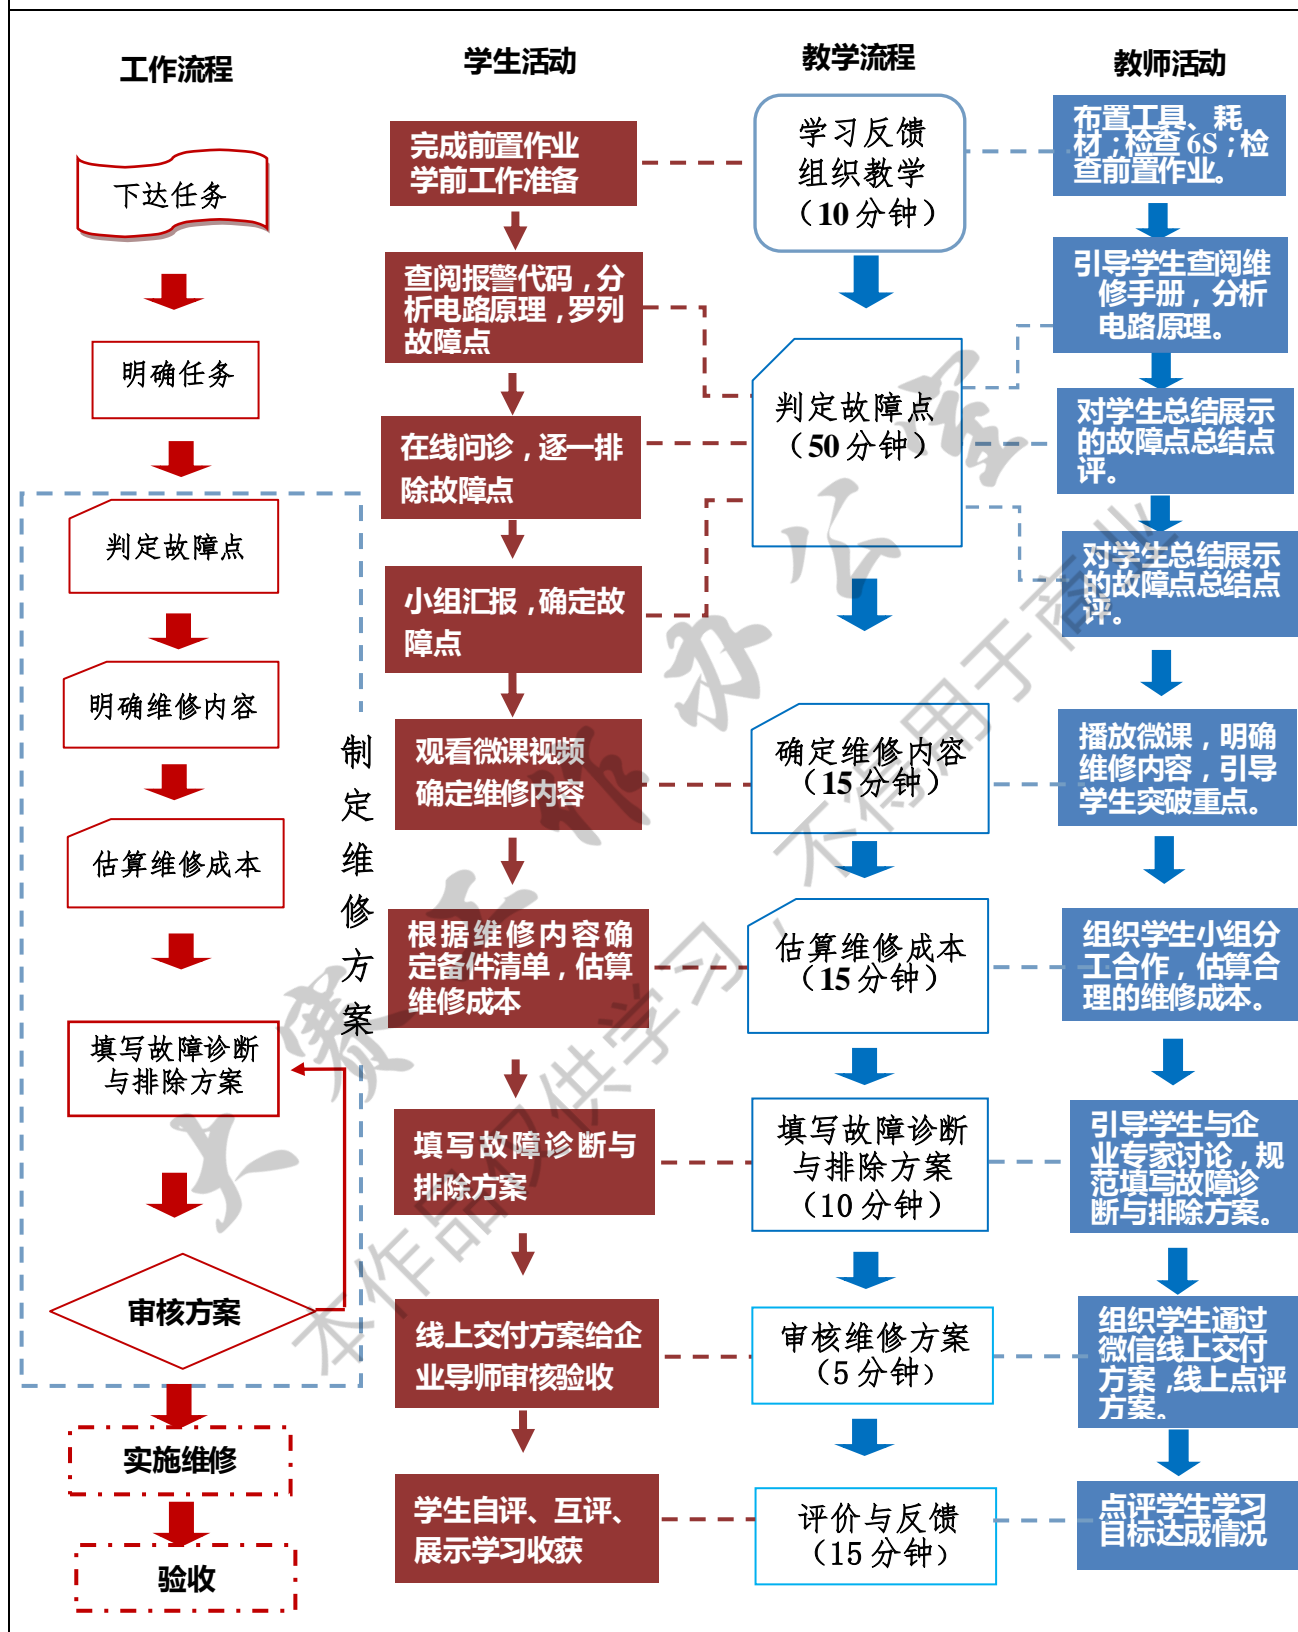 工作流程
下达任务
明确任务
判定故障点
明确维修内容
估算维修成本
填写故障诊断
与排除方案
审核方案
实施维修
验收
制
定
维
修
方
案
学生活动
完成前置作业
学前工作准备
查阅报警代码，分
析电路原理，罗列
故障点
在线问诊，逐一排
除故障点
小组汇报，确定故
障点
观看微课视频
确定维修内容
根据维修内容确
定备件清单，估算
维修成本
填写故障诊断与
排除方案
线上交付方案给企
业导师审核验收
学生自评、互评、
展示学习收获
教学流程
学习反馈
组织教学
（10分钟）
判定故障点
（50分钟）
确定维修内容
（15分钟）
估算维修成本
（15分钟）
填写故障诊断
与排除方案
（10分钟）
审核维修方案
（5分钟）
评价与反馈
（15分钟）
教师活动
布置工具、耗
材；检查6S；检
查前置作业。
引导学生查阅维
修手册，分析
电路原理。
对学生总结展示
的故障点总结点
评。
对学生总结展示
的故障点总结点
评。
播放微课，明确
维修内容，引导
学生突破重点。
组织学生小组分
工合作，估算合
理的维修成本。
引导学生与企
业专家讨论，规
范填写故障诊
断与排除方案。
组织学生通过
微信线上交付
方案，线上点评
方案。
点评学生学习
目标达成情况
大赛工作办公室
本作品仅供学习，不得用于商业